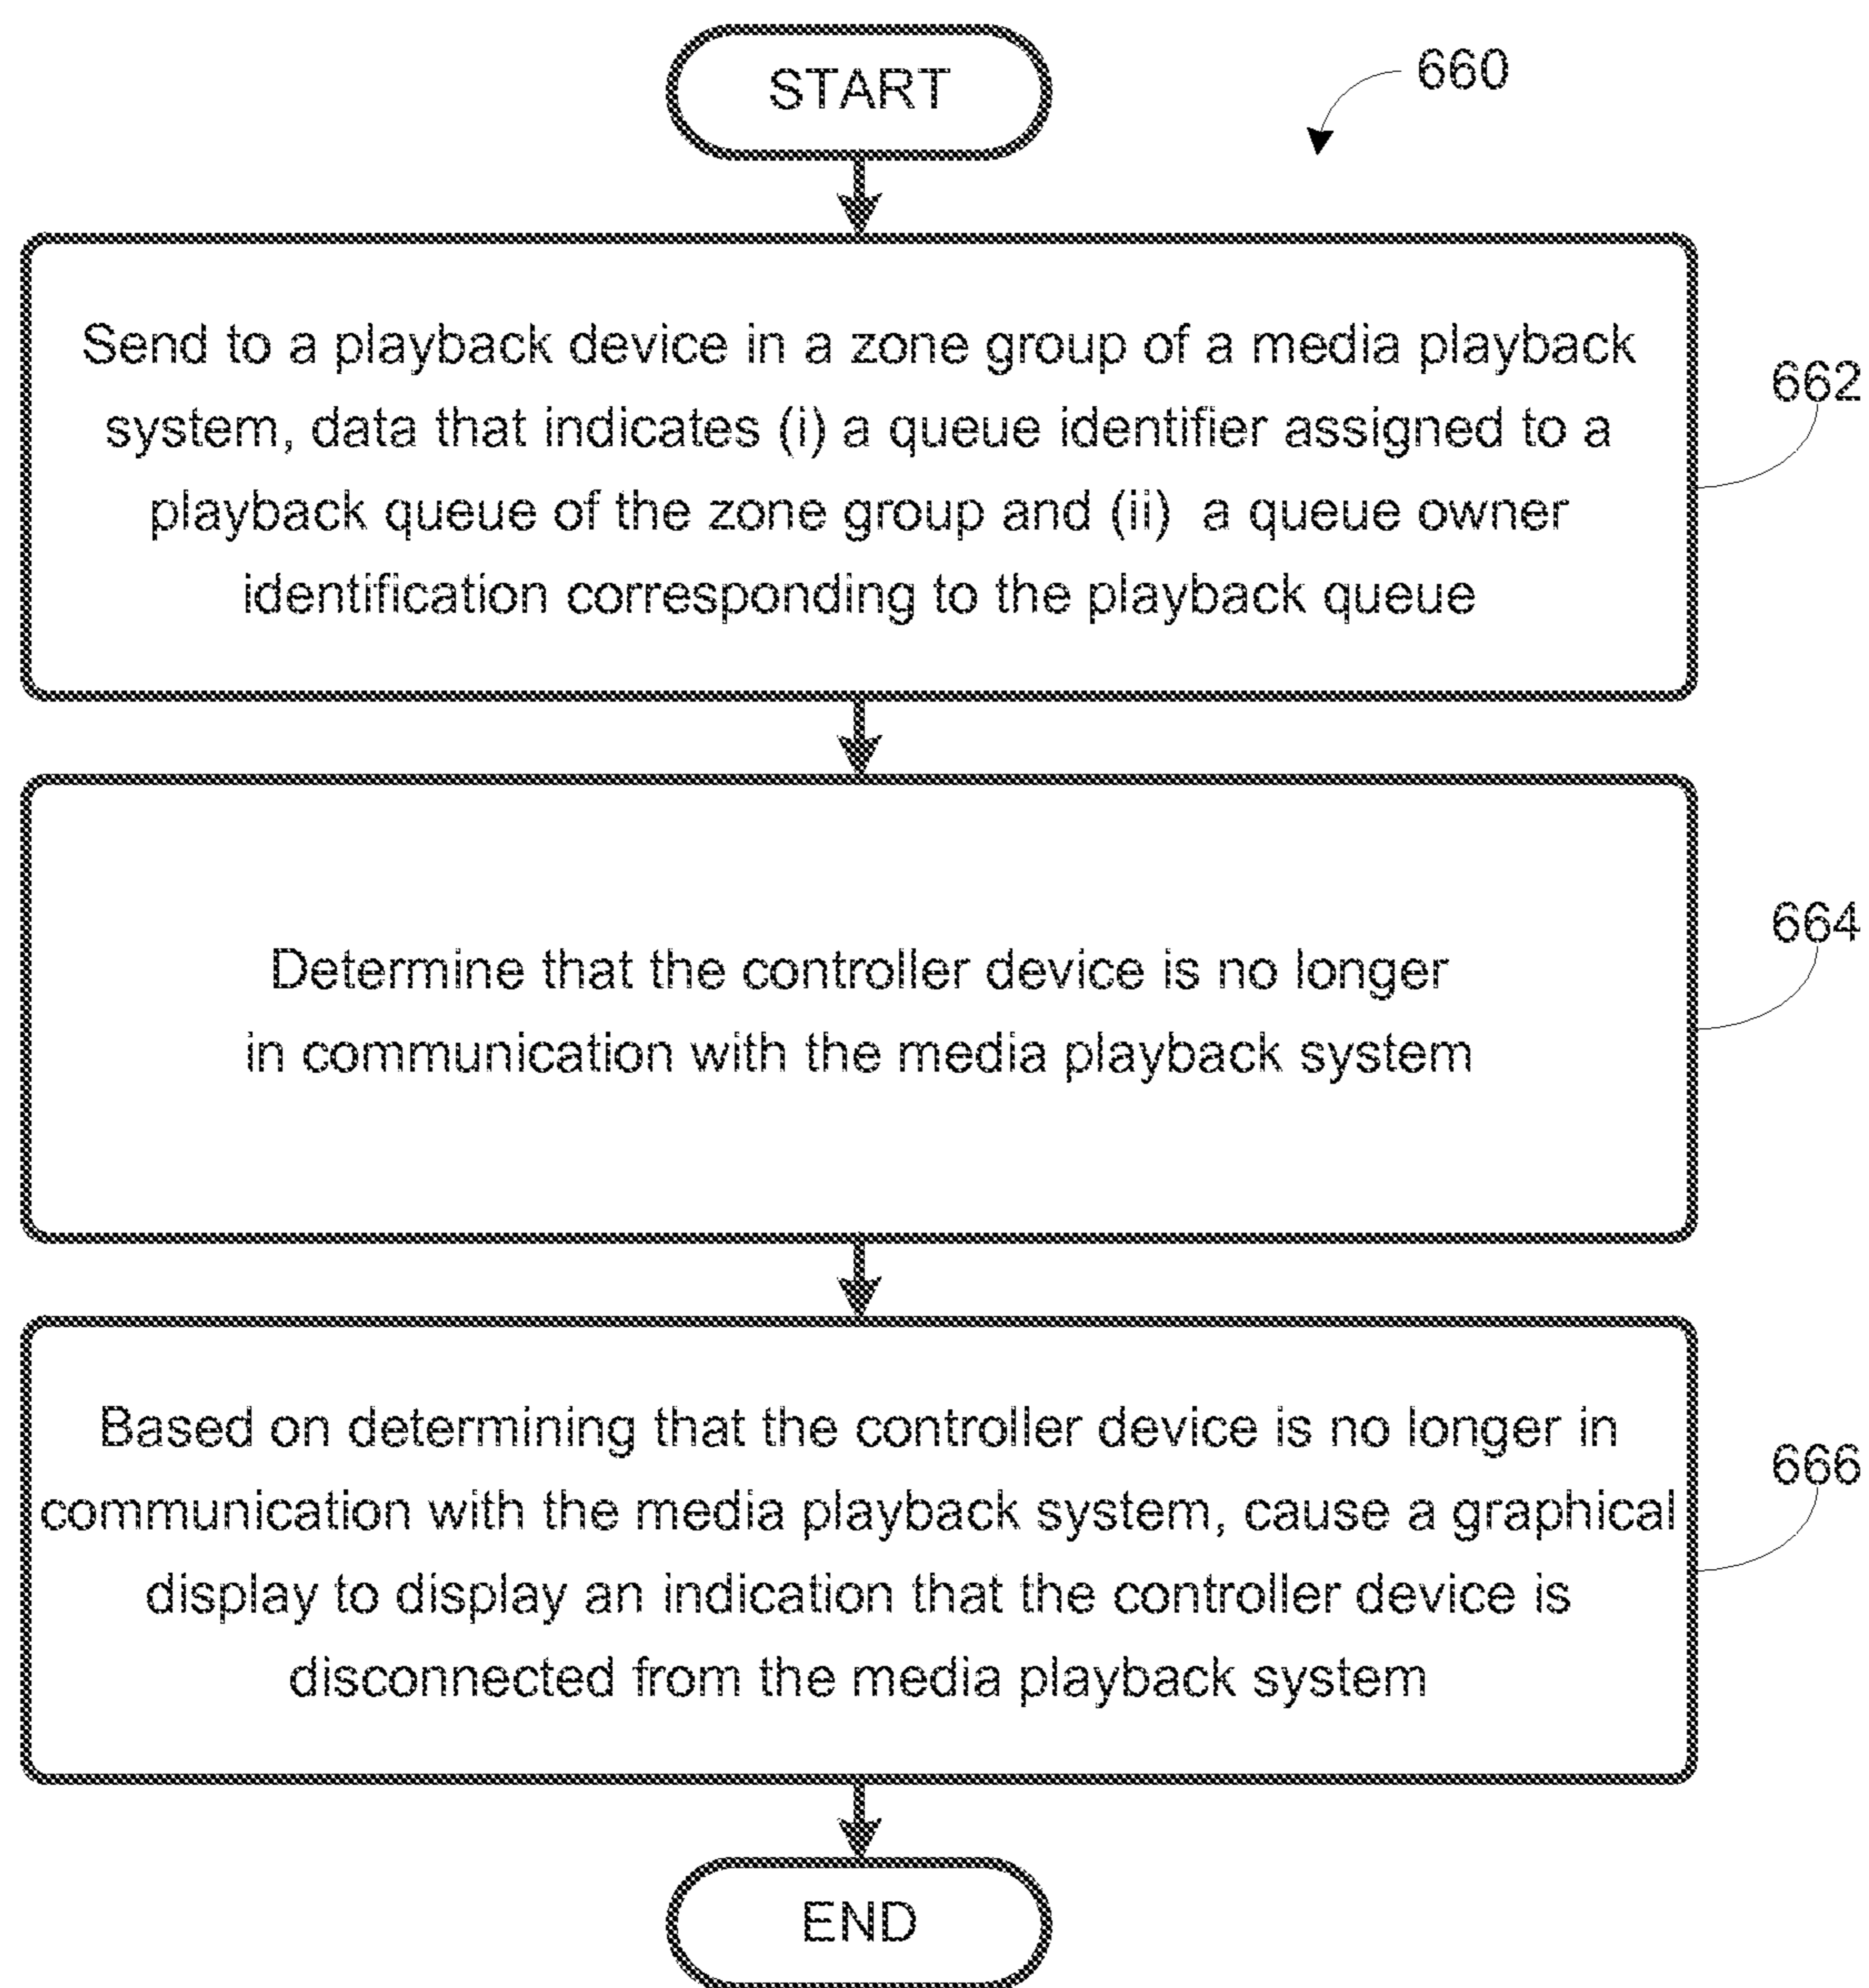 START
660
Send to a playback device in a zone group of a media playback
system, data that indicates (i) a queue identifier assigned to a
playback queue of the zone group and (ii) a queue owner
identification corresponding to the playback queue
662
Determine that the controller device is no longer
in communication with the media playback system
664
Based on determining that the controller device is no longer in
communication with the media playback system, cause a graphical
display to display an indication that the controller device is
disconnected from the media playback system
666
END